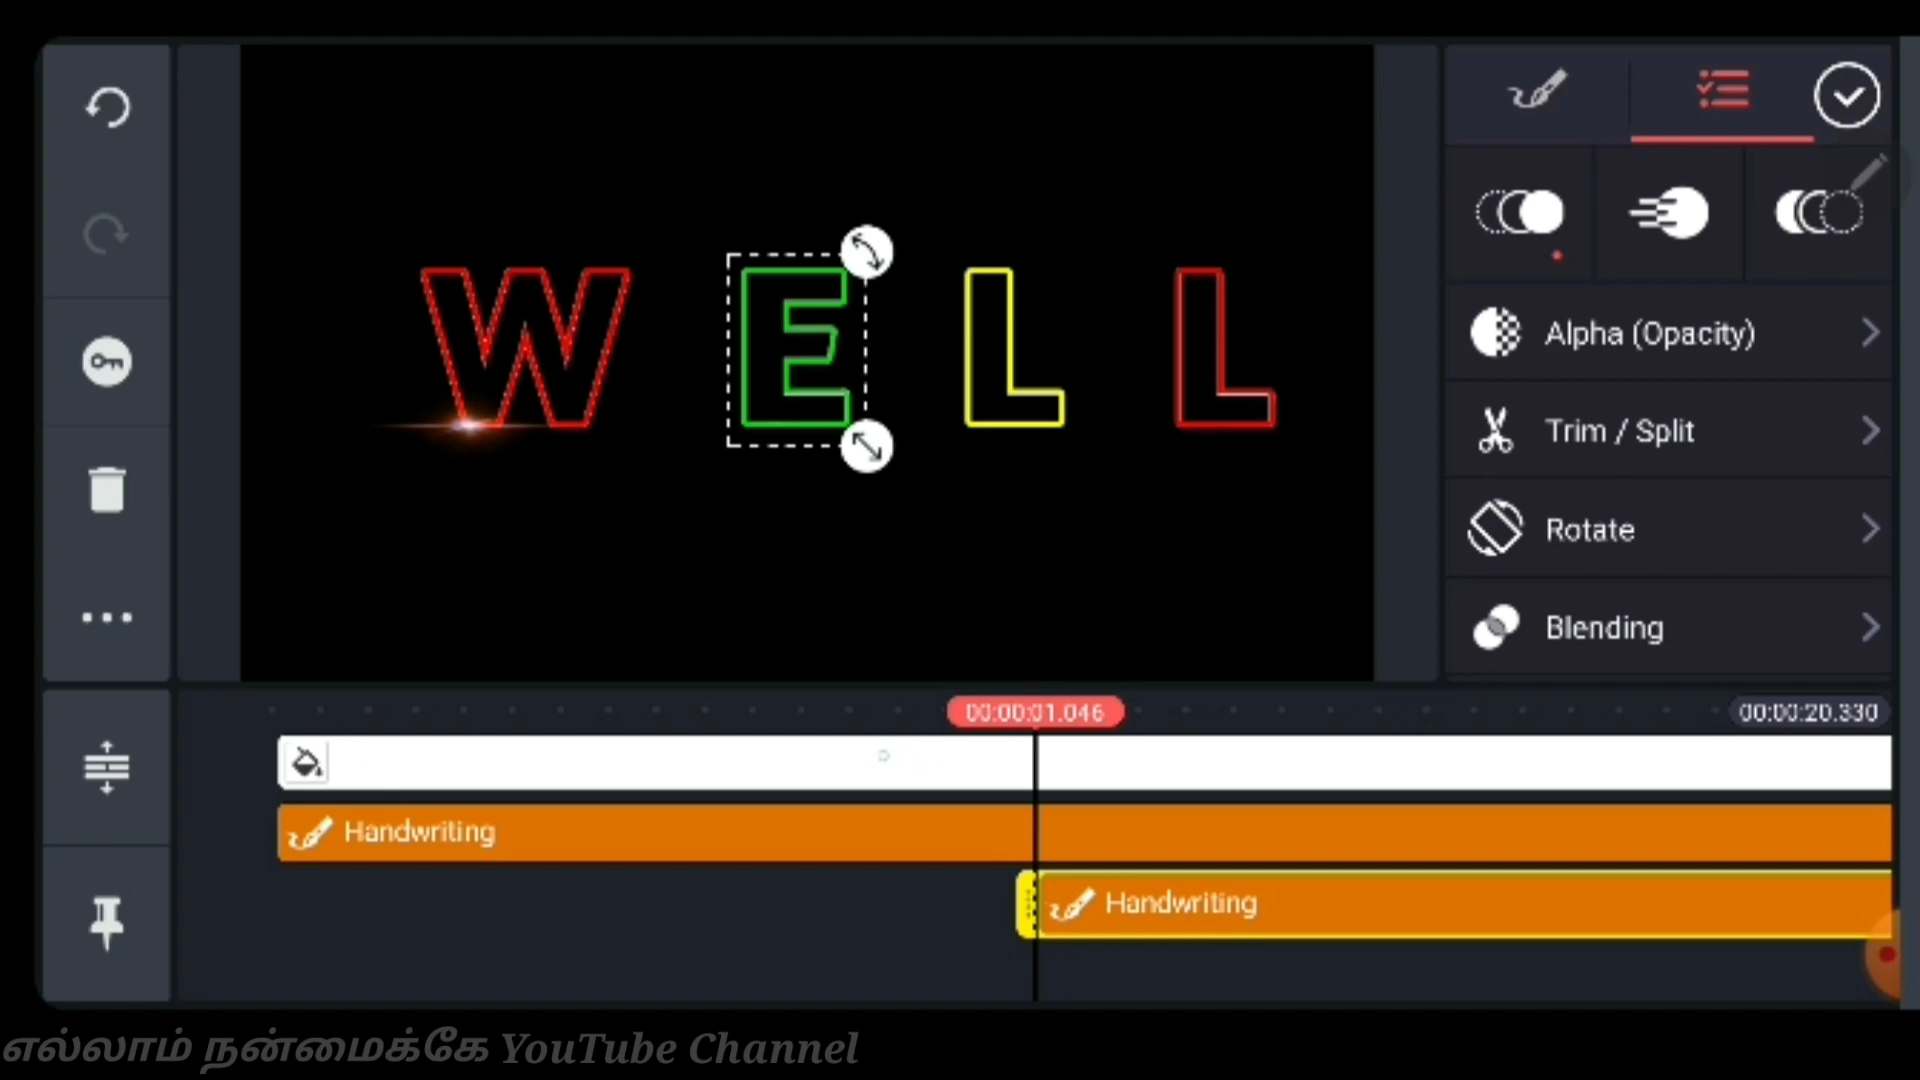 W E L L
Alpha (Opacity)
Trim / Split
Rotate
Blending
00:00:01.046
00:00:20.330
Handwriting
Handwriting
எல்லாம் நன்மைக்கே YouTube Channel